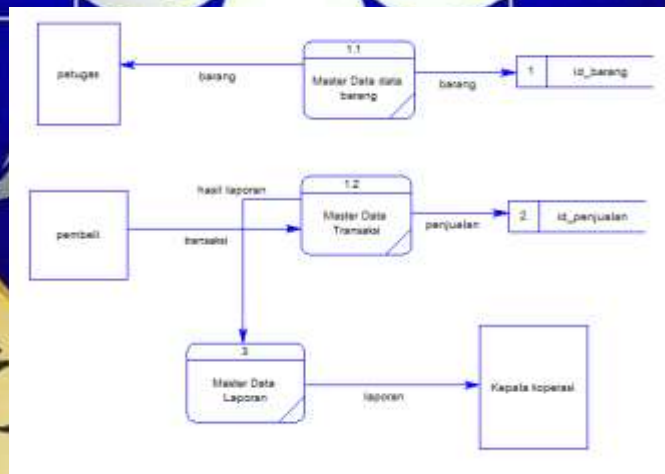 petugas
barang
1.1
Master Data data
barang
barang
1
id_barang
pembeli
hasil laporan
transaksi
1.2
Master Data
Transaksi
penjualan
2
id_penjualan
3
Master Data
Laporan
laporan
Kepala koperasi